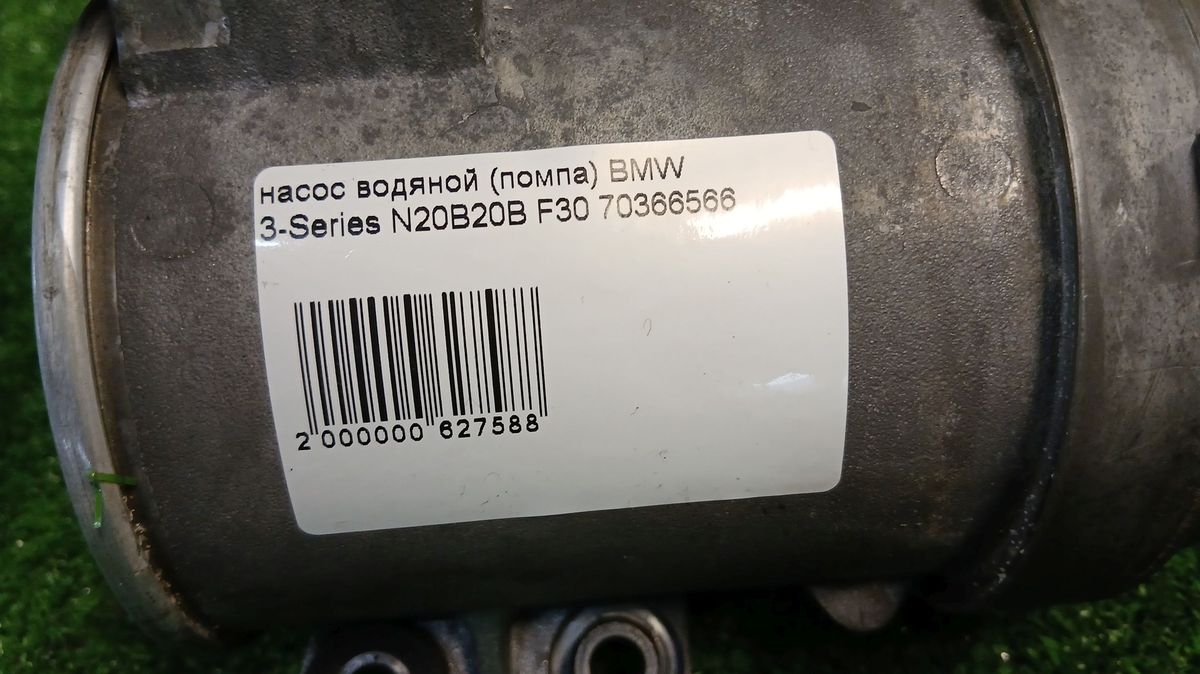 насос водяной (помпа) BMW
3-Series N20B20B F30 70366566
2 000000 627588